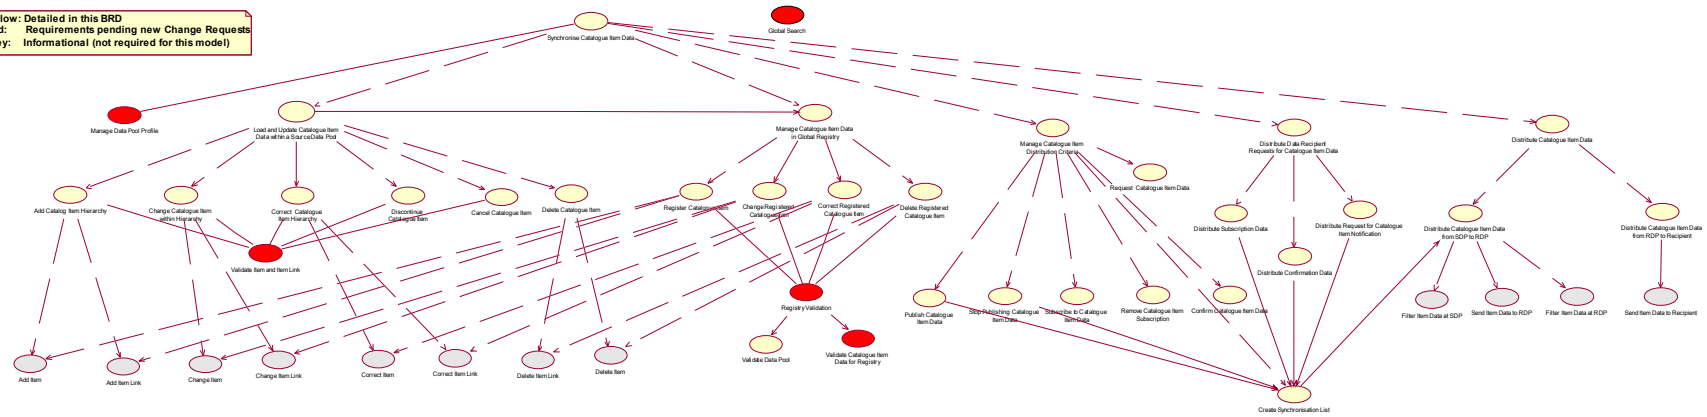 low: Detailed in this BRD
d: Requirements pending new Change Requests
ey: Informational (not required for this model)
Synchronise Catalogue Item Data
Global Search
Manage Data Pool Profile
Load and Update Catalogue Item
Data within a Source Data Pool
Manage Catalogue Item Data
in Global Registry
Manage Catalogue Item
Distribution Criteria
Distribute Data Recipient
Requests for Catalogue Item Data
Distribute Catalogue Item Data
Add Catalog Item Hierarchy
Change Catalogue Item
within Hierarchy
Correct Catalogue
Item Hierarchy
Discontinue
Catalogue Item
Cancel Catalogue Item
Delete Catalogue Item
Register Catalogue Item
Change Registered
Catalogue Item
Correct Registered
Catalogue Item
Delete Registered
Catalogue Item
Request Catalogue Item Data
Distribute Subscription Data
Distribute Request for Catalogue
Item Notification
Distribute Catalogue Item Data
from SDP to RDP
Distribute Catalogue Item Data
from RDP to Recipient
Validate Item and Item Link
Distribute Confirmation Data
Registry Validation
Publish Catalogue
Item Data
Stop Publishing Catalogue
Item Data
Subscribe to Catalogue
Item Data
Remove Catalogue Item
Subscription
Confirm Catalogue Item Data
Filter Item Data at SDP
Send Item Data to RDP
Filter Item Data at RDP
Send Item Data to Recipient
Validate Data Pool
Validate Catalogue Item
Data for Registry
Add Item
Add Item Link
Change Item
Change Item Link
Correct Item
Correct Item Link
Delete Item Link
Delete Item
Create Synchronisation List